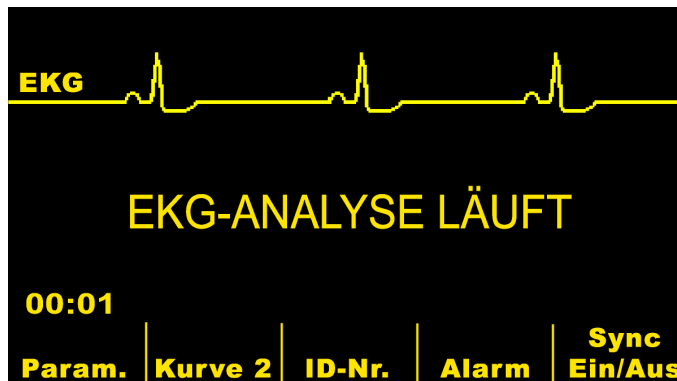 EKG
EKG-ANALYSE LÄUFT
00:01
Param. Kurve 2 ID-Nr. Alarm Sync Ein/Aus